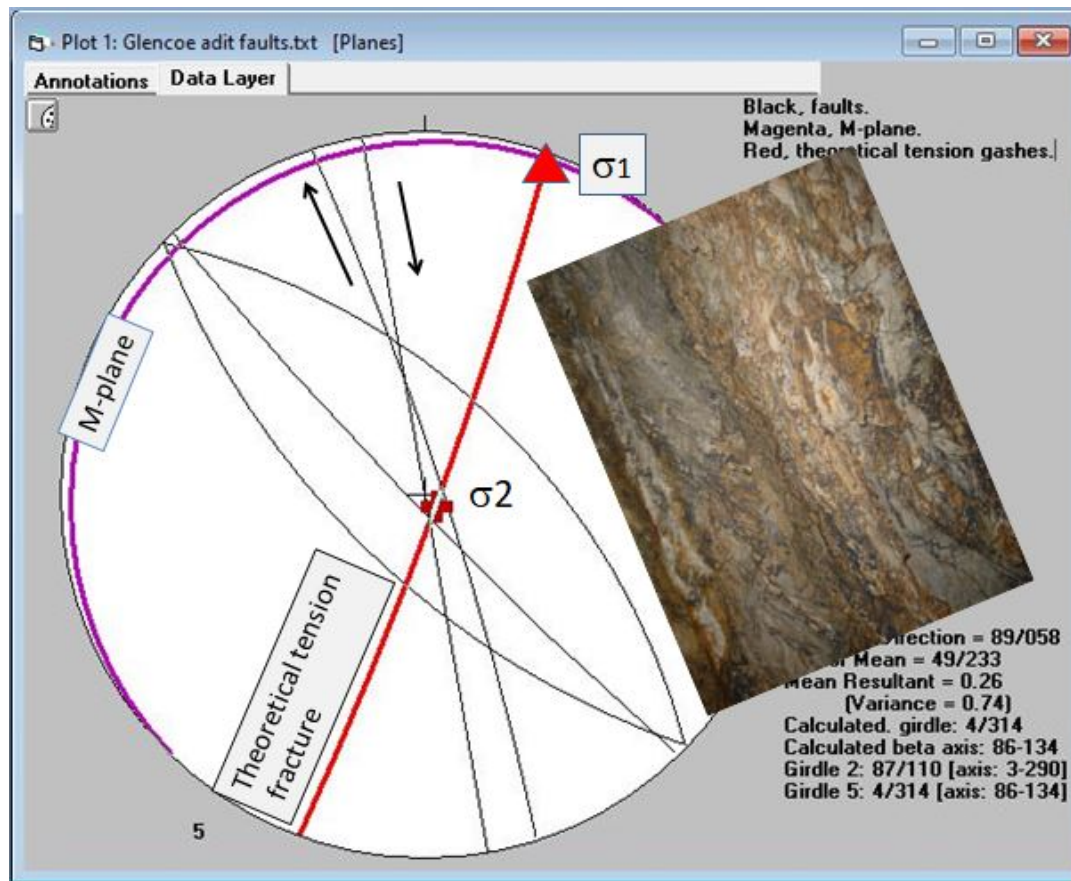 Plot 1: Glencoe adit faults.txt [Planes]
Annotations Data Layer
Black, faults.
Magenta, M-plane.
Red, theoretical tension gashes.
σ1
M-plane
σ2
Theoretical tension
fracture
5
= 89/058
Mean = 49/233
Mean Resultant = 0.26
(Variance = 0.74)
Calculated. girdle: 4/314
Calculated beta axis: 86-134
Girdle 2: 87/110 [axis: 3-290]
Girdle 5: 4/314 [axis: 86-134]